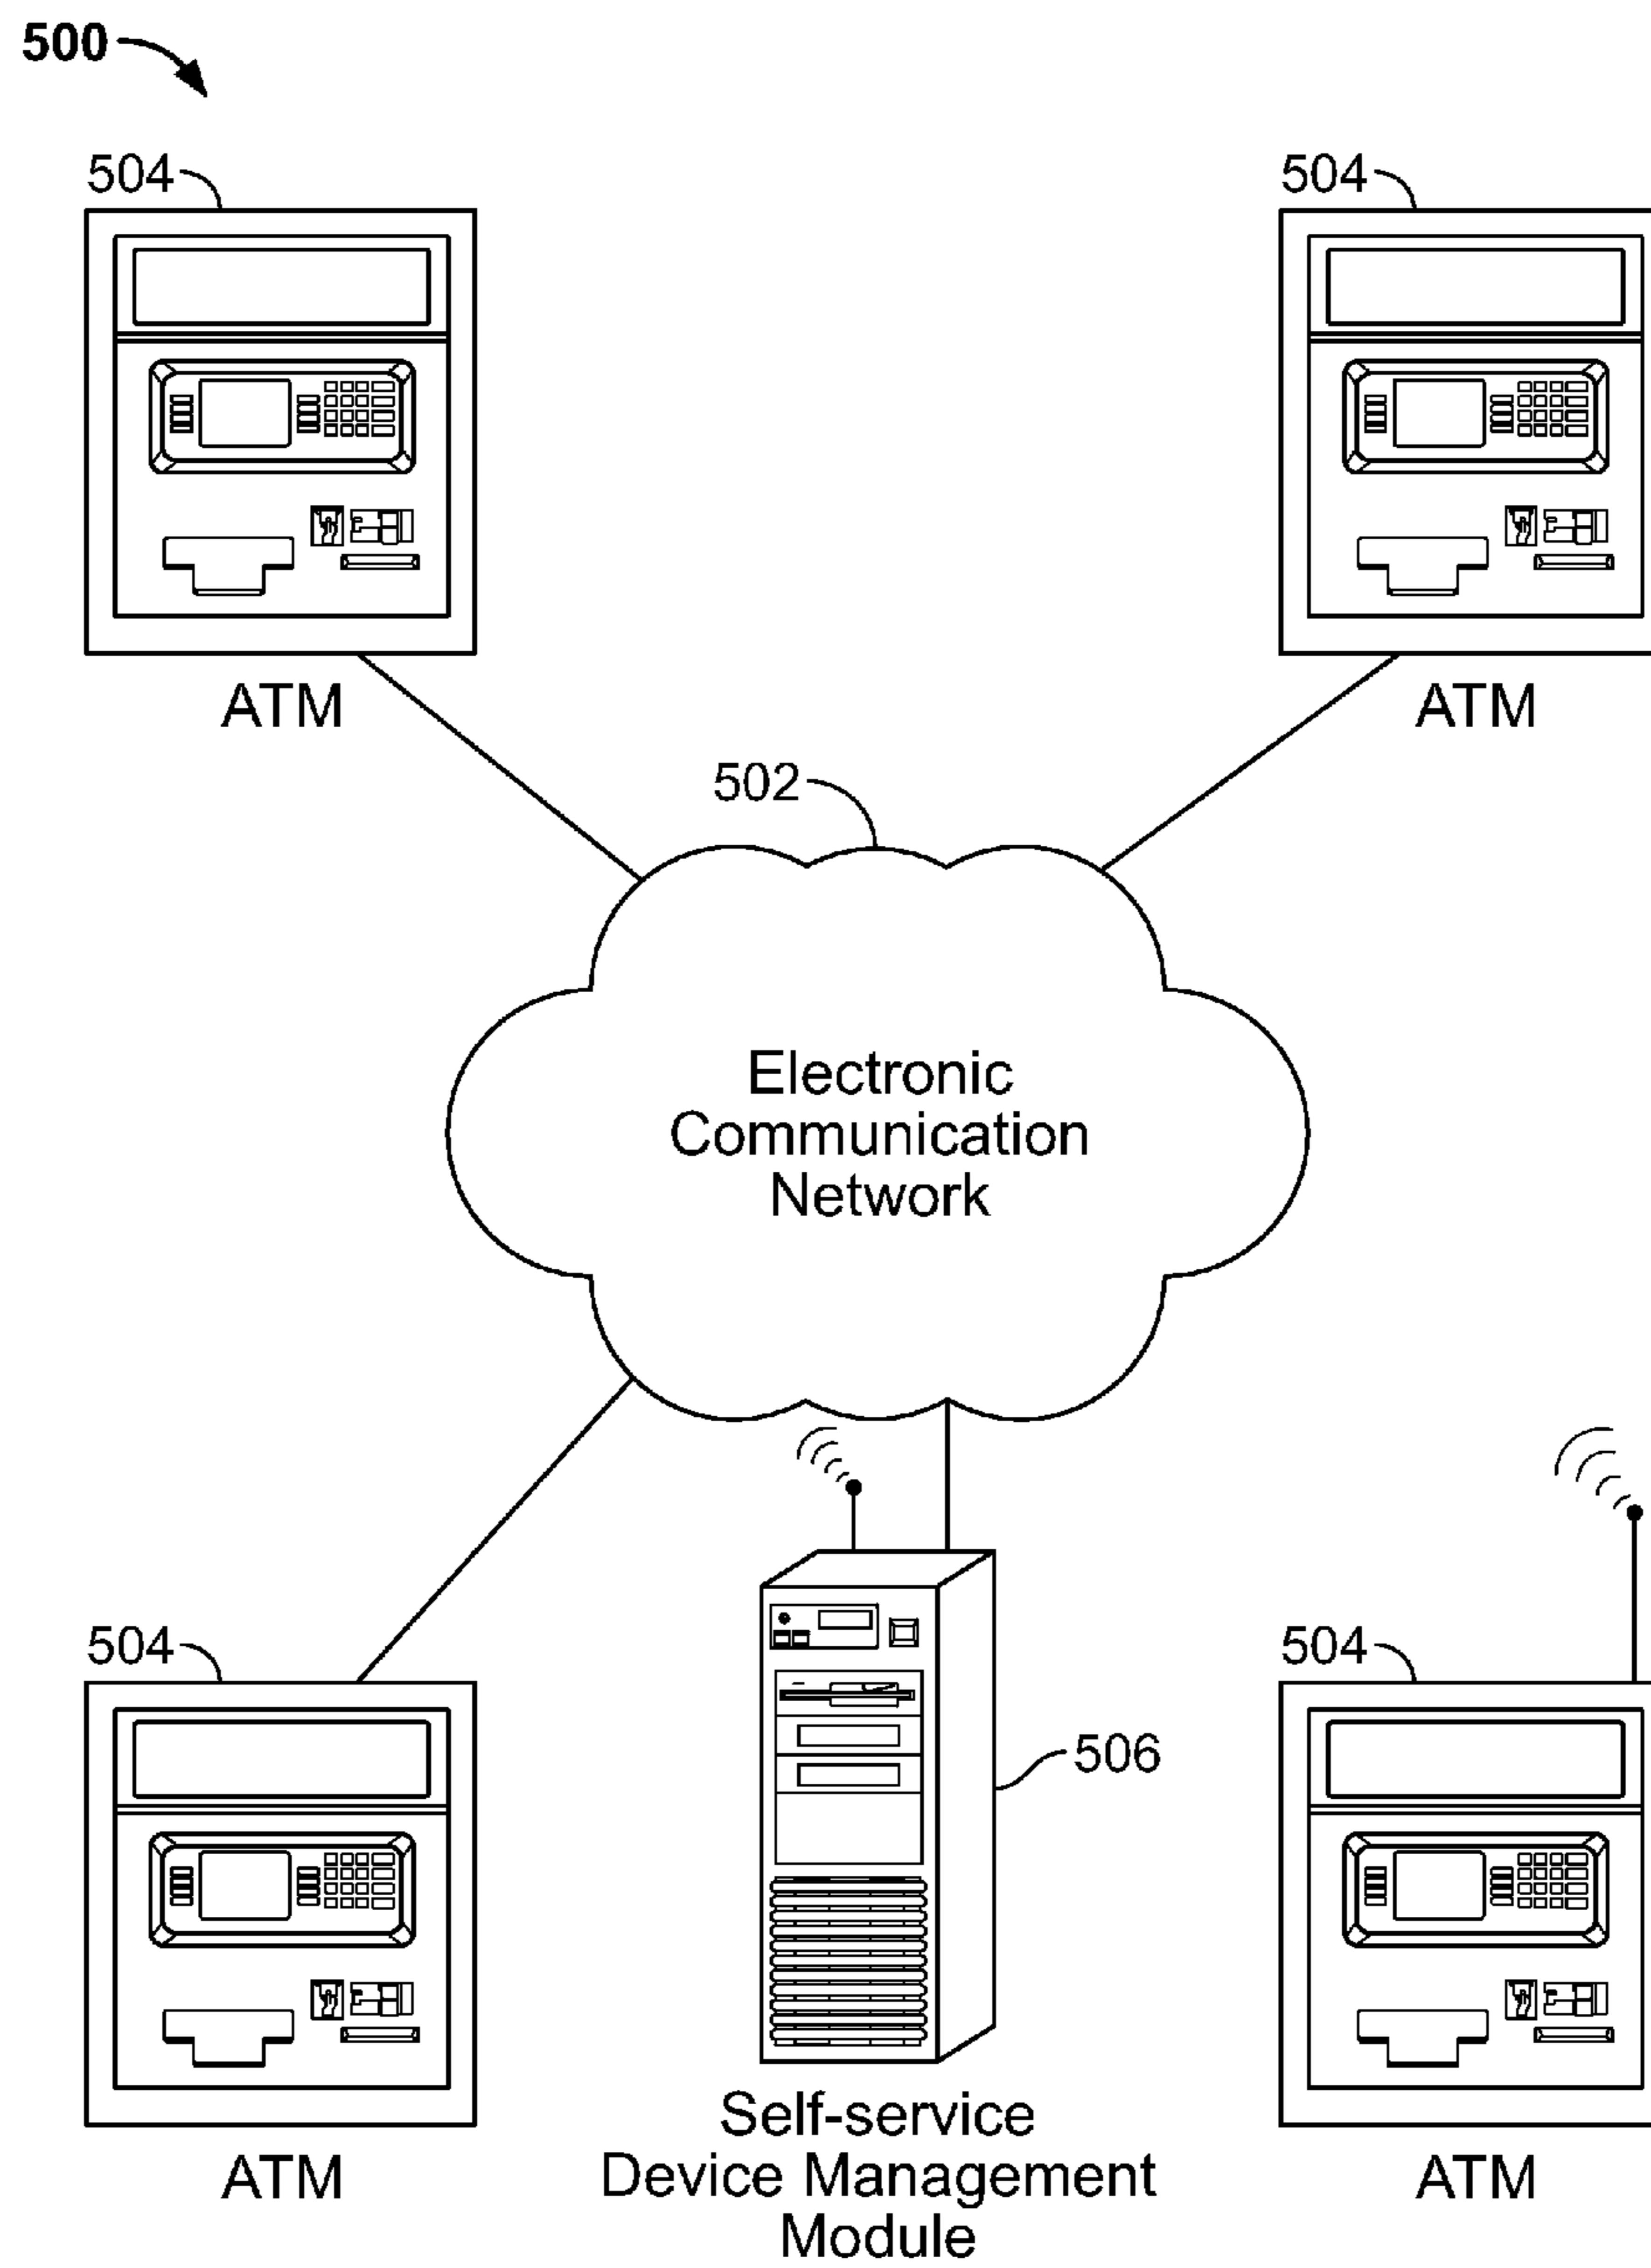 500
504
504
ATM
ATM
502
Electronic
Communication
Network
504
504
506
Self-service
Device Management
Module
ATM
ATM